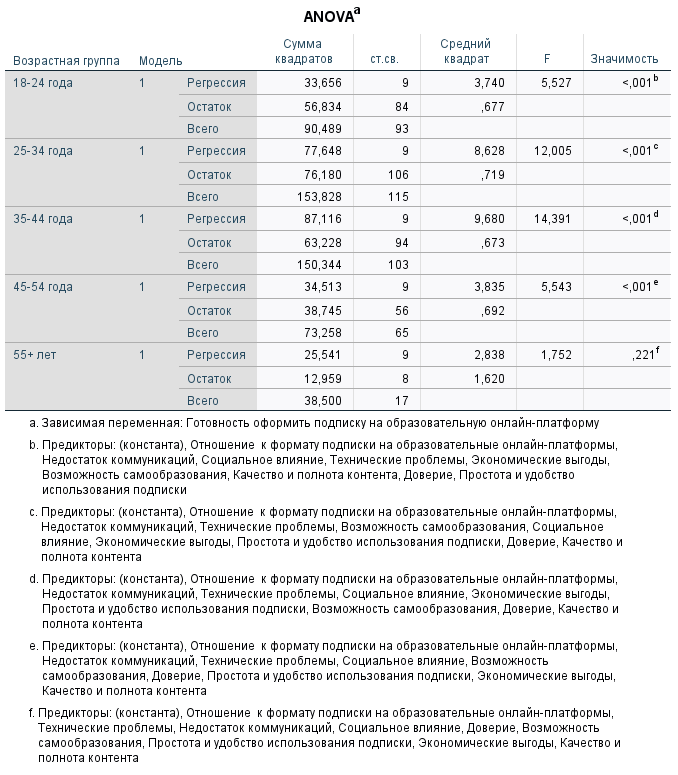 ANOVAa
Возрастная группа Модель Сумма квадратов ст.св. Средний квадрат F Значимость
18-24 года 1 Регрессия 33,656 9 3,740 5,527 <,001b
Остаток 56,834 84 ,677
Всего 90,489 93
25-34 года 1 Регрессия 77,648 9 8,628 12,005 <,001c
Остаток 76,180 106 ,719
Всего 153,828 115
35-44 года 1 Регрессия 87,116 9 9,680 14,391 <,001d
Остаток 63,228 94 ,673
Всего 150,344 103
45-54 года 1 Регрессия 34,513 9 3,835 5,543 <,001e
Остаток 38,745 56 ,692
Всего 73,258 65
55+ лет 1 Регрессия 25,541 9 2,838 1,752 ,221f
Остаток 12,959 8 1,620
Всего 38,500 17
a. Зависимая переменная: Готовность оформить подписку на образовательную онлайн-платформу
b. Предикторы: (константа), Отношение к формату подписки на образовательные онлайн-платформы,
Недостаток коммуникаций, Социальное влияние, Технические проблемы, Экономические выгоды,
Возможность самообразования, Качество и полнота контента, Доверие, Простота и удобство
использования подписки
c. Предикторы: (константа), Отношение к формату подписки на образовательные онлайн-платформы,
Недостаток коммуникаций, Технические проблемы, Возможность самообразования, Социальное
влияние, Экономические выгоды, Простота и удобство использования подписки, Доверие, Качество и
полнота контента
d. Предикторы: (константа), Отношение к формату подписки на образовательные онлайн-платформы,
Недостаток коммуникаций, Технические проблемы, Социальное влияние, Экономические выгоды,
Простота и удобство использования подписки, Возможность самообразования, Доверие, Качество и
полнота контента
e. Предикторы: (константа), Отношение к формату подписки на образовательные онлайн-платформы,
Недостаток коммуникаций, Технические проблемы, Социальное влияние, Возможность
самообразования, Доверие, Простота и удобство использования подписки, Экономические выгоды,
Качество и полнота контента
f. Предикторы: (константа), Отношение к формату подписки на образовательные онлайн-платформы,
Технические проблемы, Недостаток коммуникаций, Социальное влияние, Доверие, Возможность
самообразования, Простота и удобство использования подписки, Экономические выгоды, Качество и
полнота контента